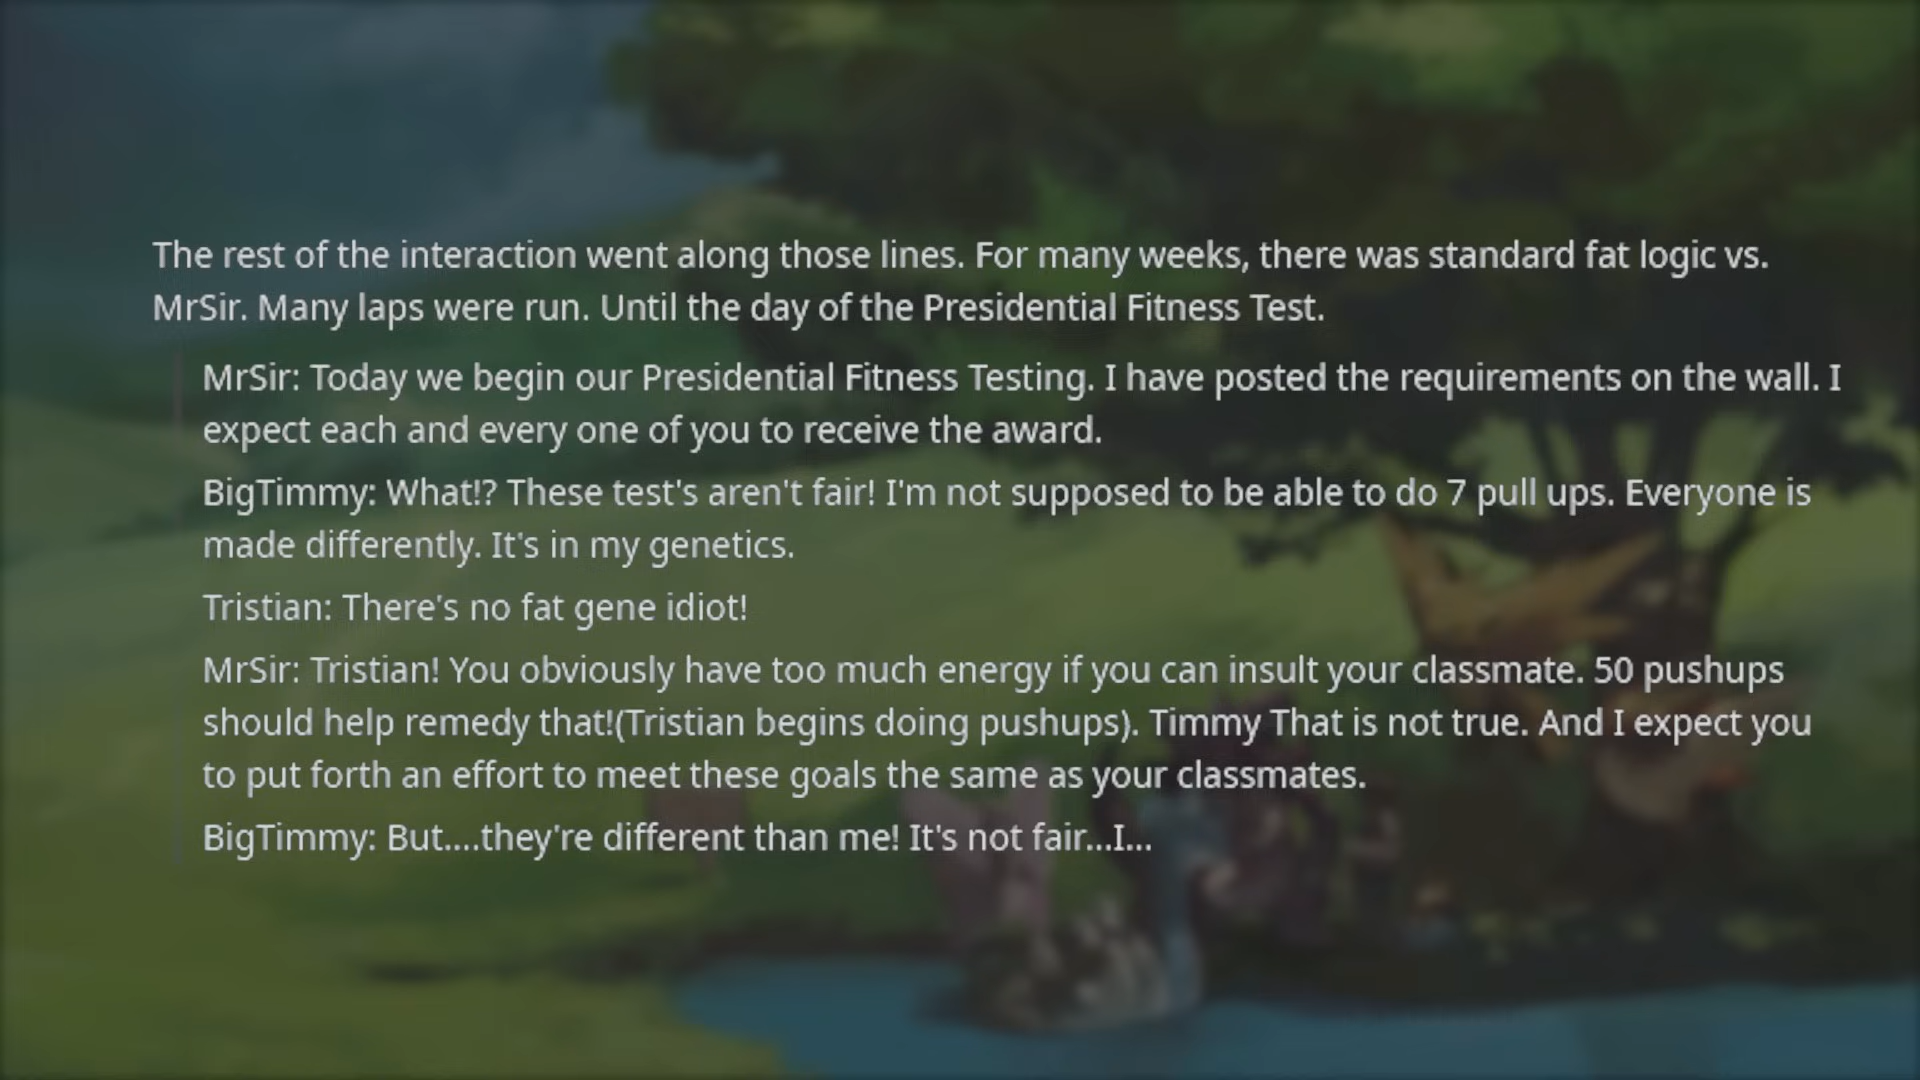 The rest of the interaction went along those lines. For many weeks, there was standard fat logic vs.
MrSir. Many laps were run. Until the day of the Presidential Fitness Test.
MrSir: Today we begin our Presidential Fitness Testing. I have posted the requirements on the wall. I
expect each and every one of you to receive the award.
BigTimmy: What!? These test's aren't fair! I'm not supposed to be able to do 7 pull ups. Everyone is
made differently. It's in my genetics.
Tristian: There's no fat gene idiot!
MrSir: Tristian! You obviously have too much energy if you can insult your classmate. 50 pushups
should help remedy that!(Tristian begins doing pushups). Timmy That is not true. And I expect you
to put forth an effort to meet these goals the same as your classmates.
BigTimmy: But....they're different than me! It's not fair...I...